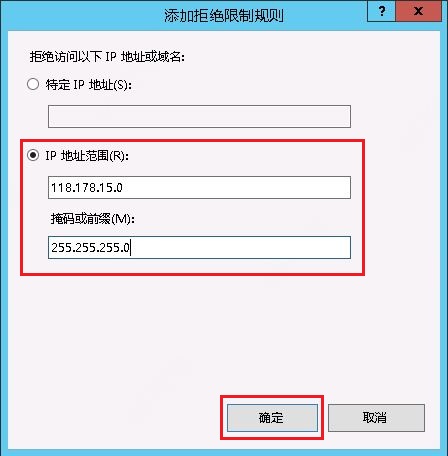 添加拒绝限制规则
?
x
拒绝访问以下 IP 地址或域名:
特定 IP 地址(S):
IP 地址范围(R):
118.178.15.0
掩码或前缀(M):
255.255.255.0
确定
取消